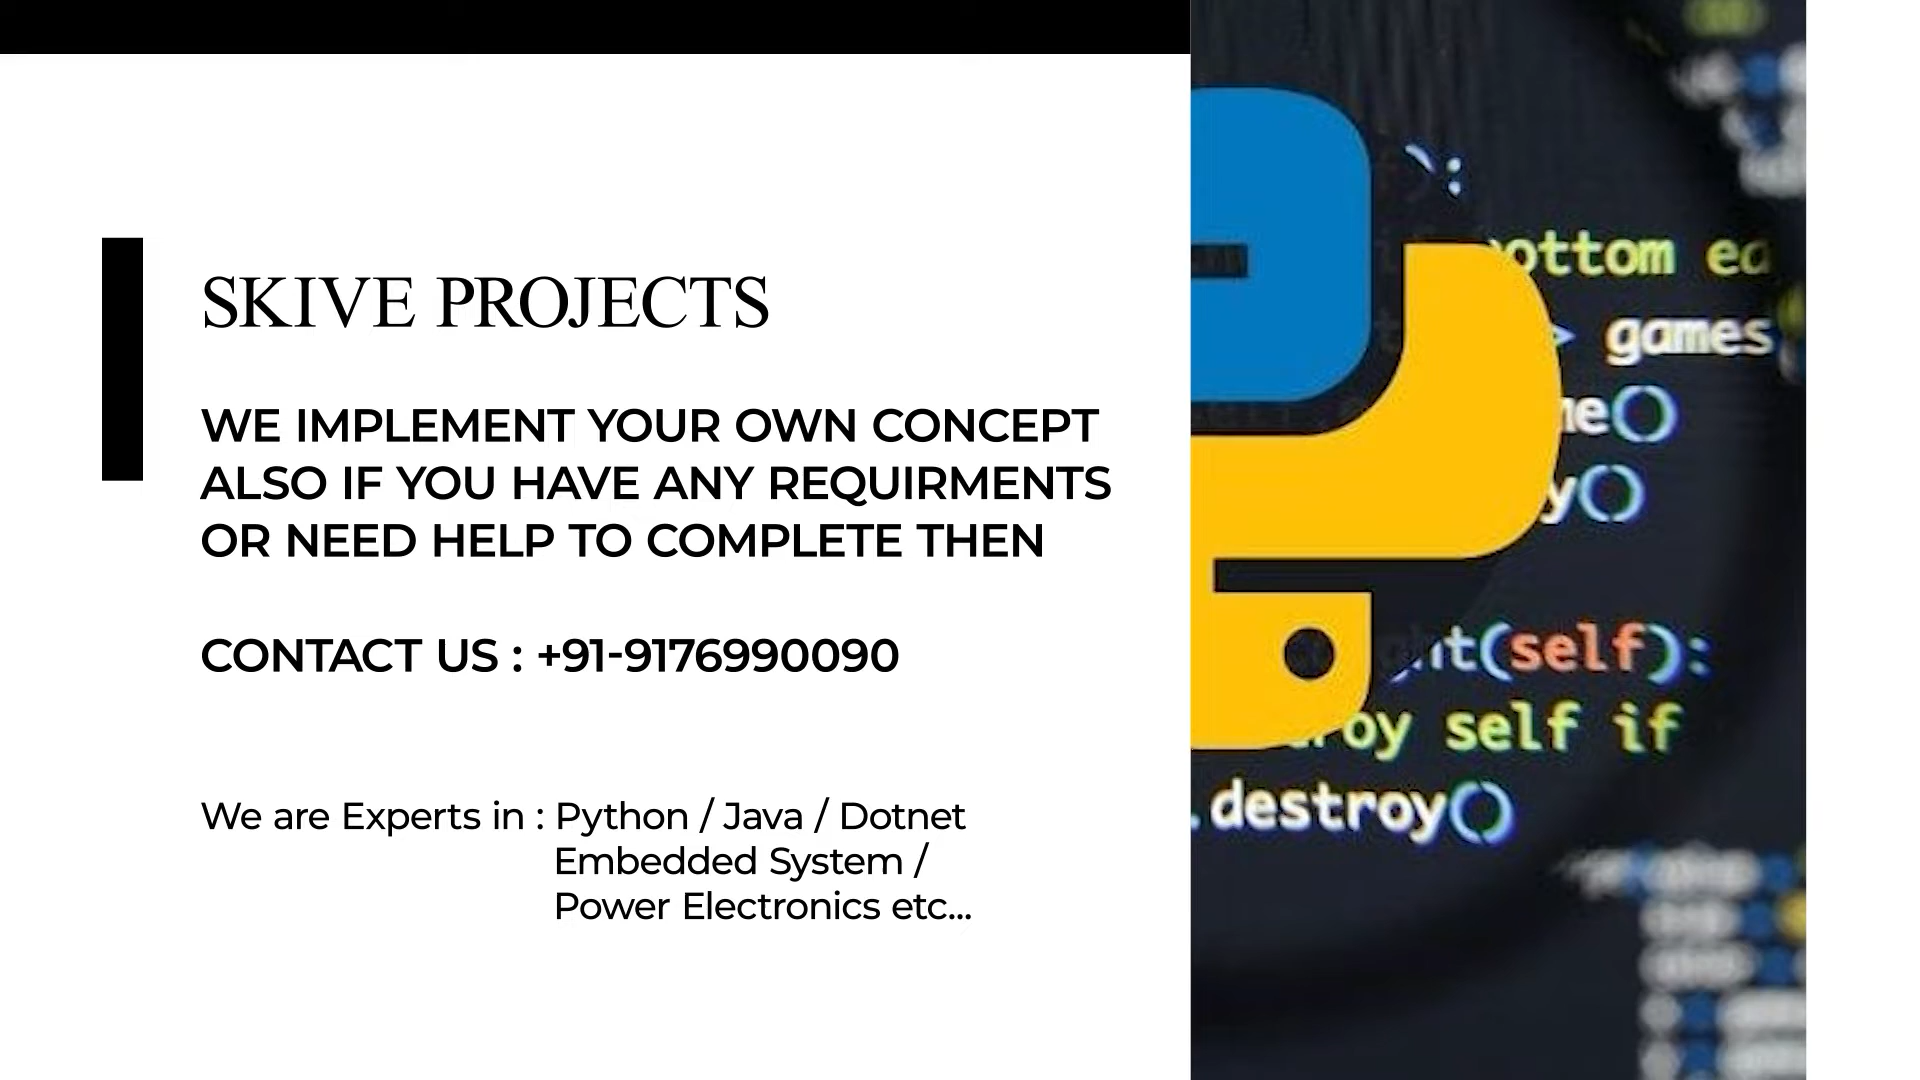 SKIVE PROJECTS
WE IMPLEMENT YOUR OWN CONCEPT
ALSO IF YOU HAVE ANY REQUIRMENTS
OR NEED HELP TO COMPLETE THEN
CONTACT US : +91-9176990090
We are Experts in : Python / Java / Dotnet
Embedded System /
Power Electronics etc...
`:
ottom
> games
()
y()
(self):
self if
.destroy()